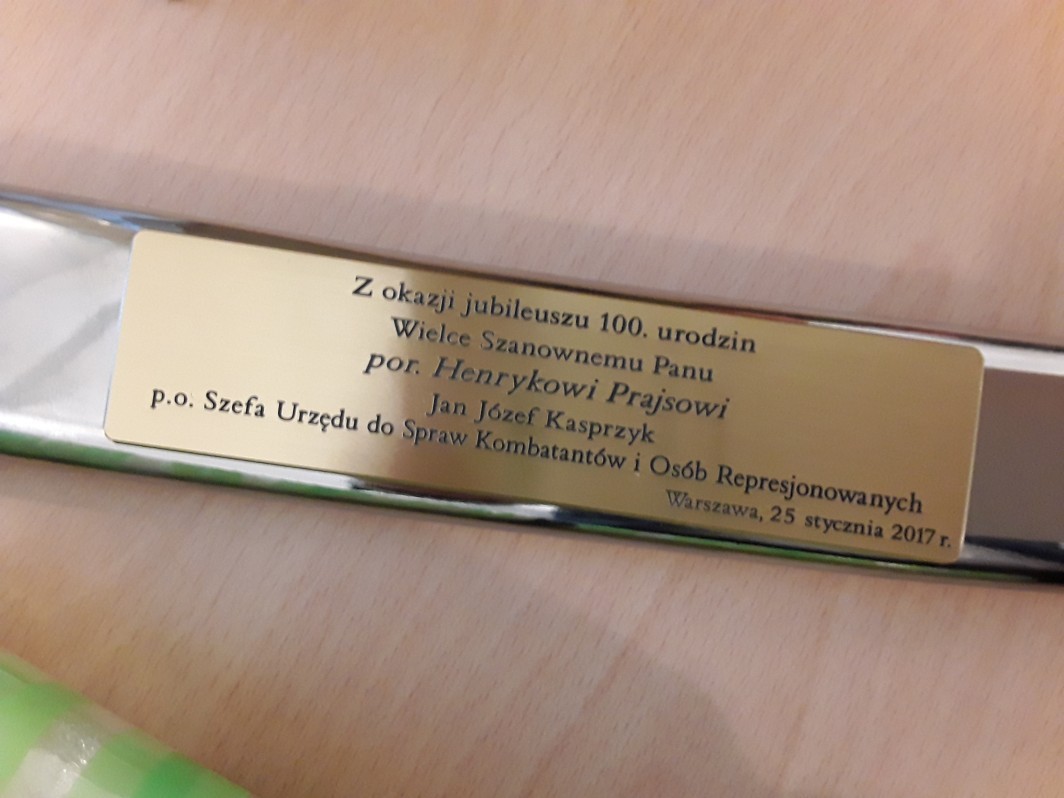 Z okazji jubileuszu 100. urodzin
Wielce Szanownemu Panu
por. Henrykowi Prajsowi
Jan Józef Kasprzyk
p.o. Szefa Urzędu do Spraw Kombatantów i Osób Represjonowanych
Warszawa, 25 stycznia 2017 r.